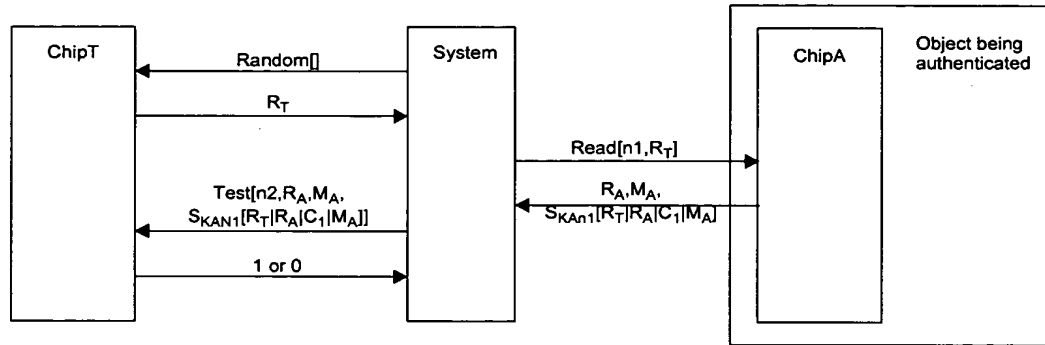 ChipT
System
ChipA
Object being
authenticated
Random[]
R_T
Read[n1,R_T]
R_A,M_A,
S_KAn1[R_T|R_A|C_1|M_A]
Test[n2,R_A,M_A,
S_KAN1[R_T|R_A|C_1|M_A]]
1 or 0